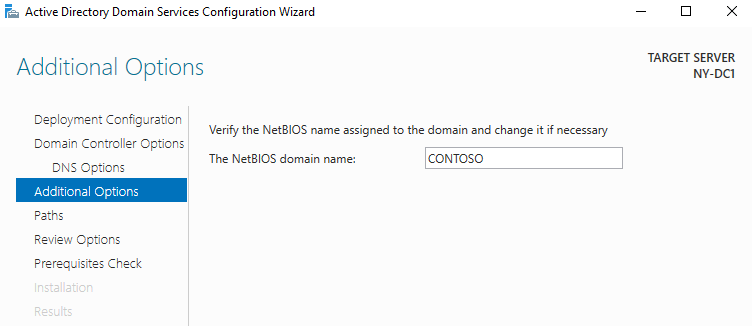 Active Directory Domain Services Configuration Wizard
Additional Options
TARGET SERVER
NY-DC1
Deployment Configuration
Domain Controller Options
DNS Options
Additional Options
Paths
Review Options
Prerequisites Check
Installation
Results
Verify the NetBIOS name assigned to the domain and change it if necessary
The NetBIOS domain name: CONTOSO